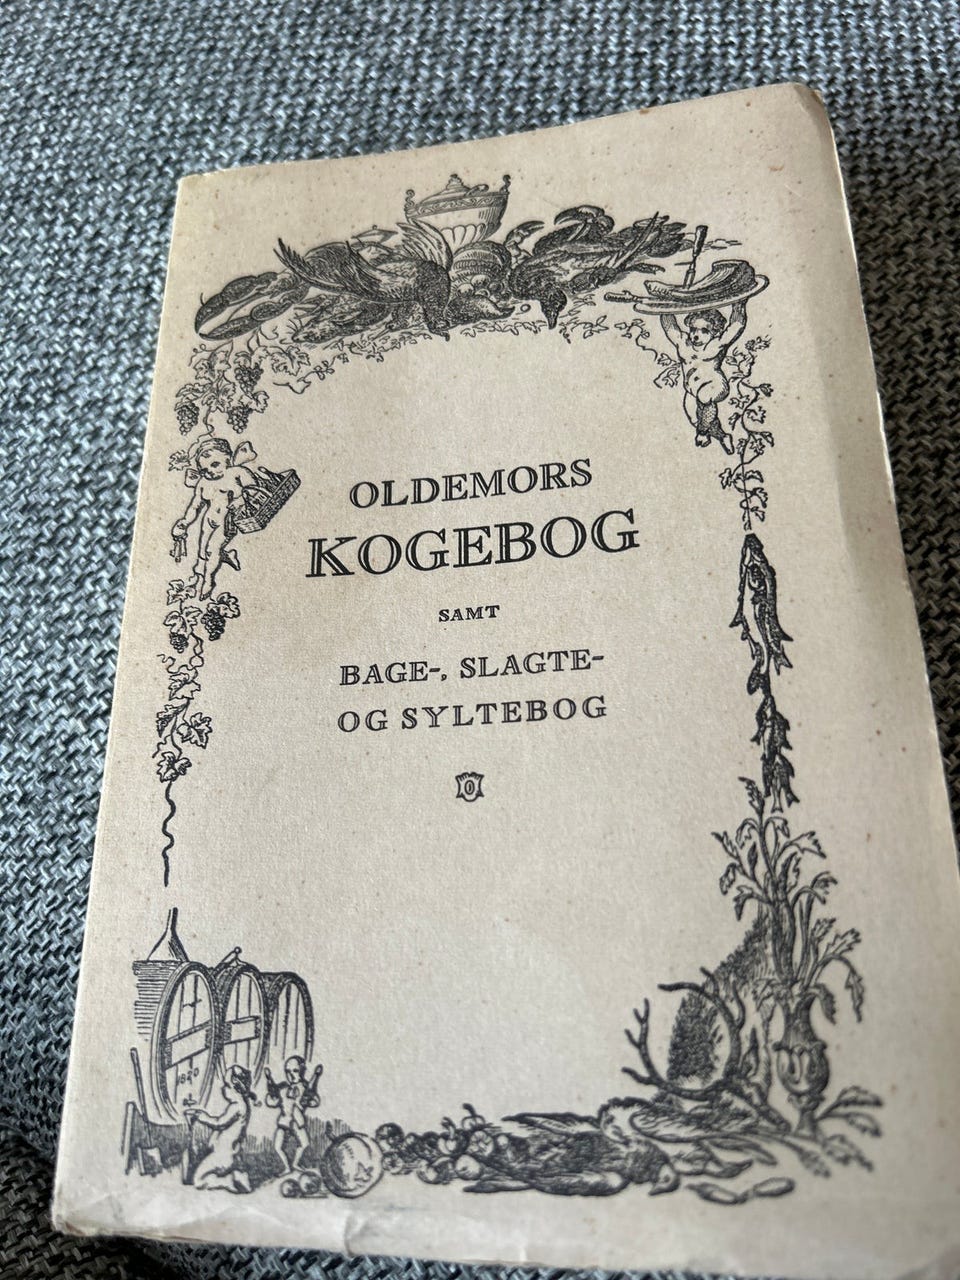 OLDEMORS
KOGEBOG
SAMT
BAGE-, SLAGTE-
OG SYLTEBOG
O